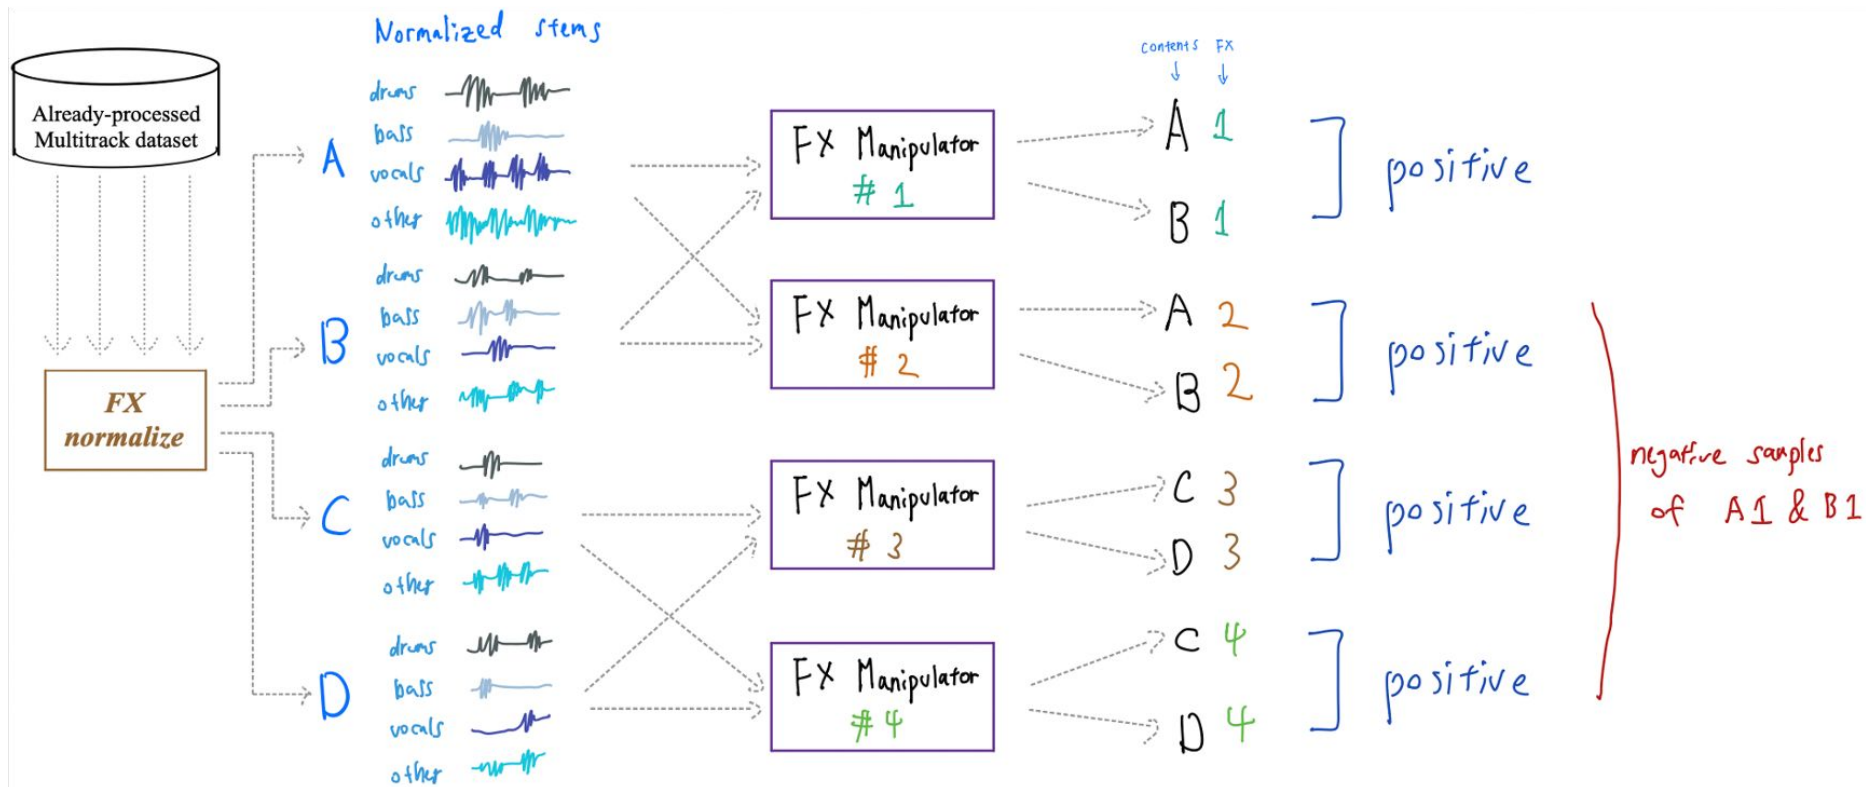 Already-processed
Multitrack dataset
FX
normalize
Normalized stems
A
drums
bass
vocals
other
B
drums
bass
vocals
other
C
drums
bass
vocals
other
D
drums
bass
vocals
other
FX Manipulator
# 1
FX Manipulator
# 2
FX Manipulator
# 3
FX Manipulator
# 4
contents FX
A 1
B 1
positive
A 2
B 2
positive
C 3
D 3
positive
C 4
D 4
positive
negative samples
of A1 & B1